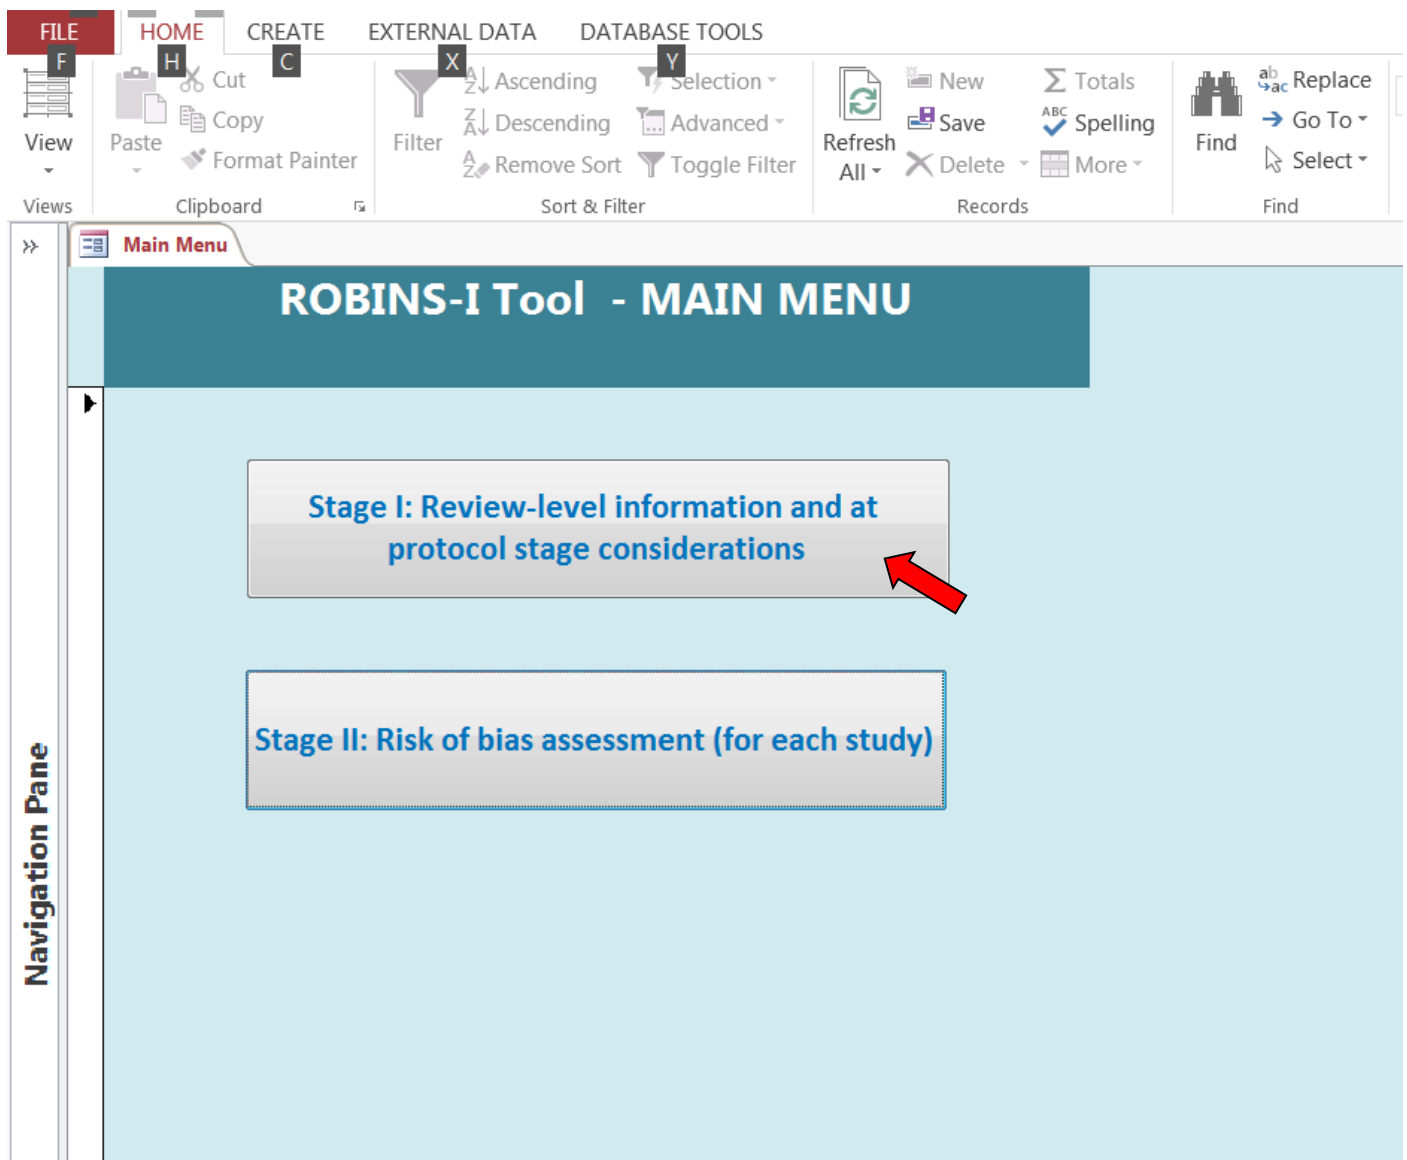 FILE HOME CREATE EXTERNAL DATA DATABASE TOOLS
F H C X Y
View
Views
Paste
Cut
Copy
Format Painter
Clipboard
Filter
Ascending
Descending
Remove Sort
Selection
Advanced
Toggle Filter
Sort & Filter
Refresh
All
New
Save
Delete
Totals
Spelling
More
Records
Find
Replace
Go To
Select
Find
Main Menu
ROBINS-I Tool - MAIN MENU
Stage I: Review-level information and at
protocol stage considerations
Stage II: Risk of bias assessment (for each study)
Navigation Pane